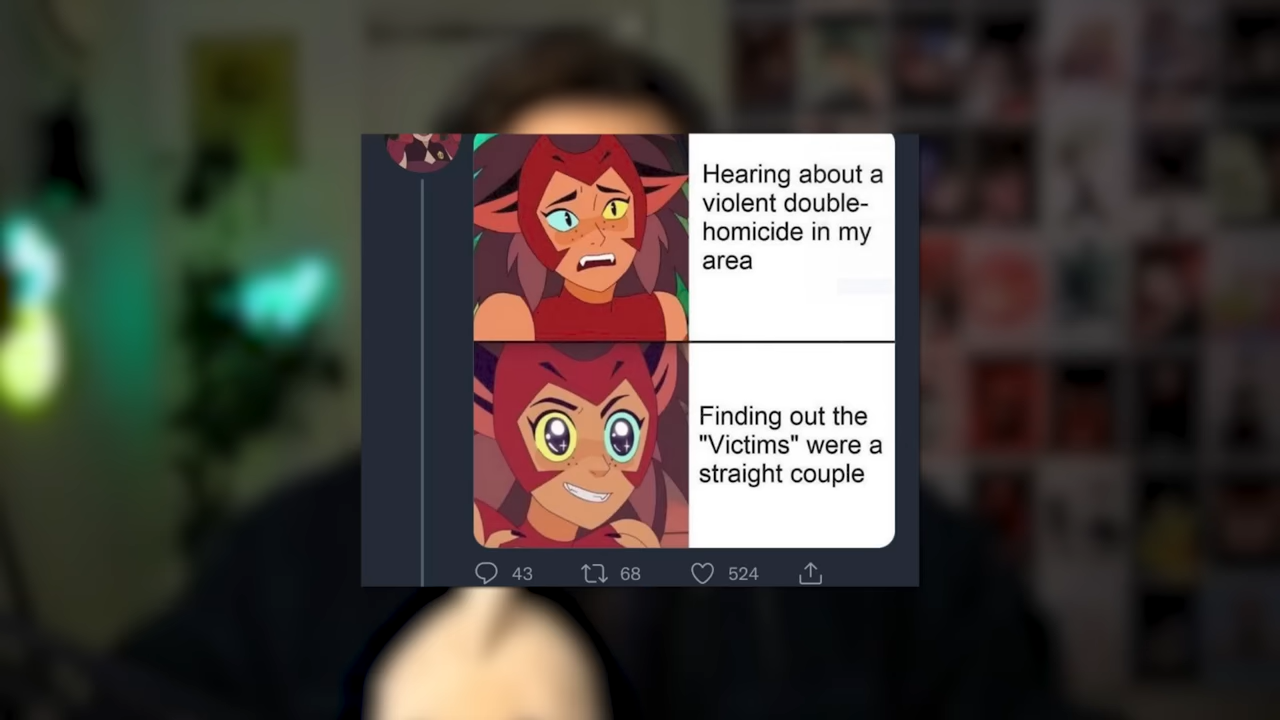 Hearing about a
violent double-
homicide in my
area
Finding out the
"Victims" were a
straight couple
43 68 524